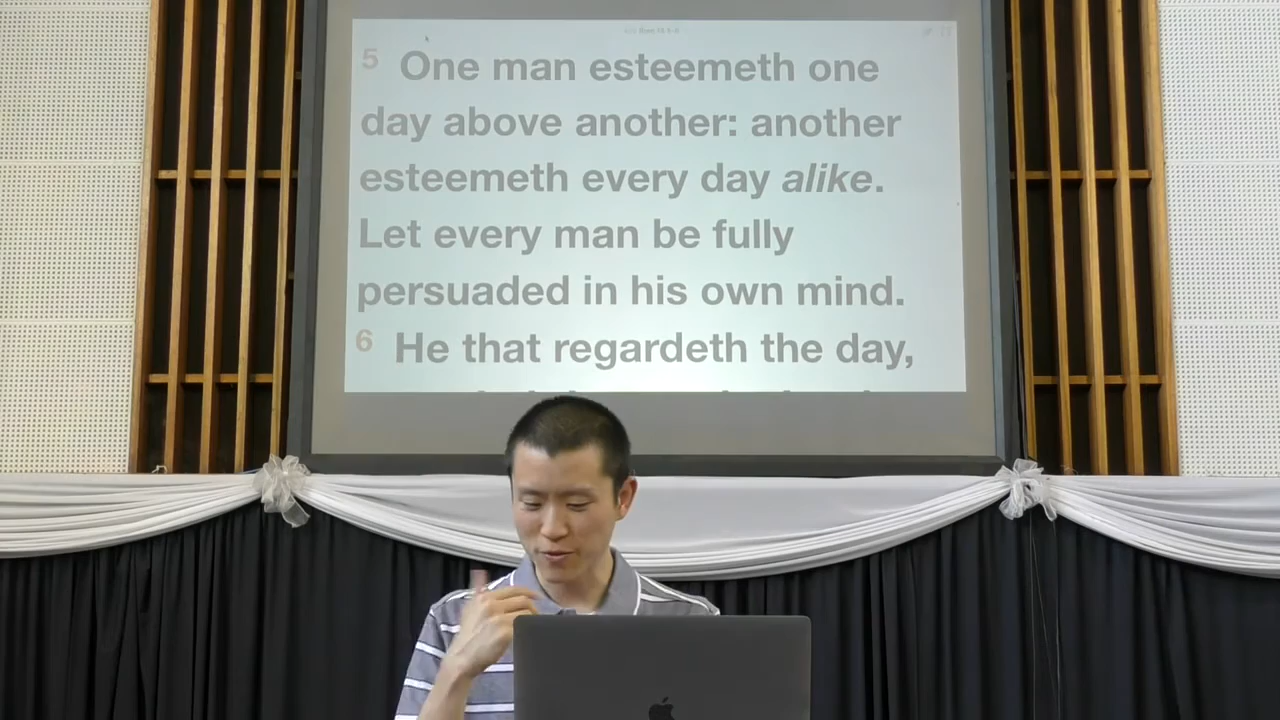 5 One man esteemeth one
day above another: another
esteemeth every day alike.
Let every man be fully
persuaded in his own mind.
6 He that regardeth the day,